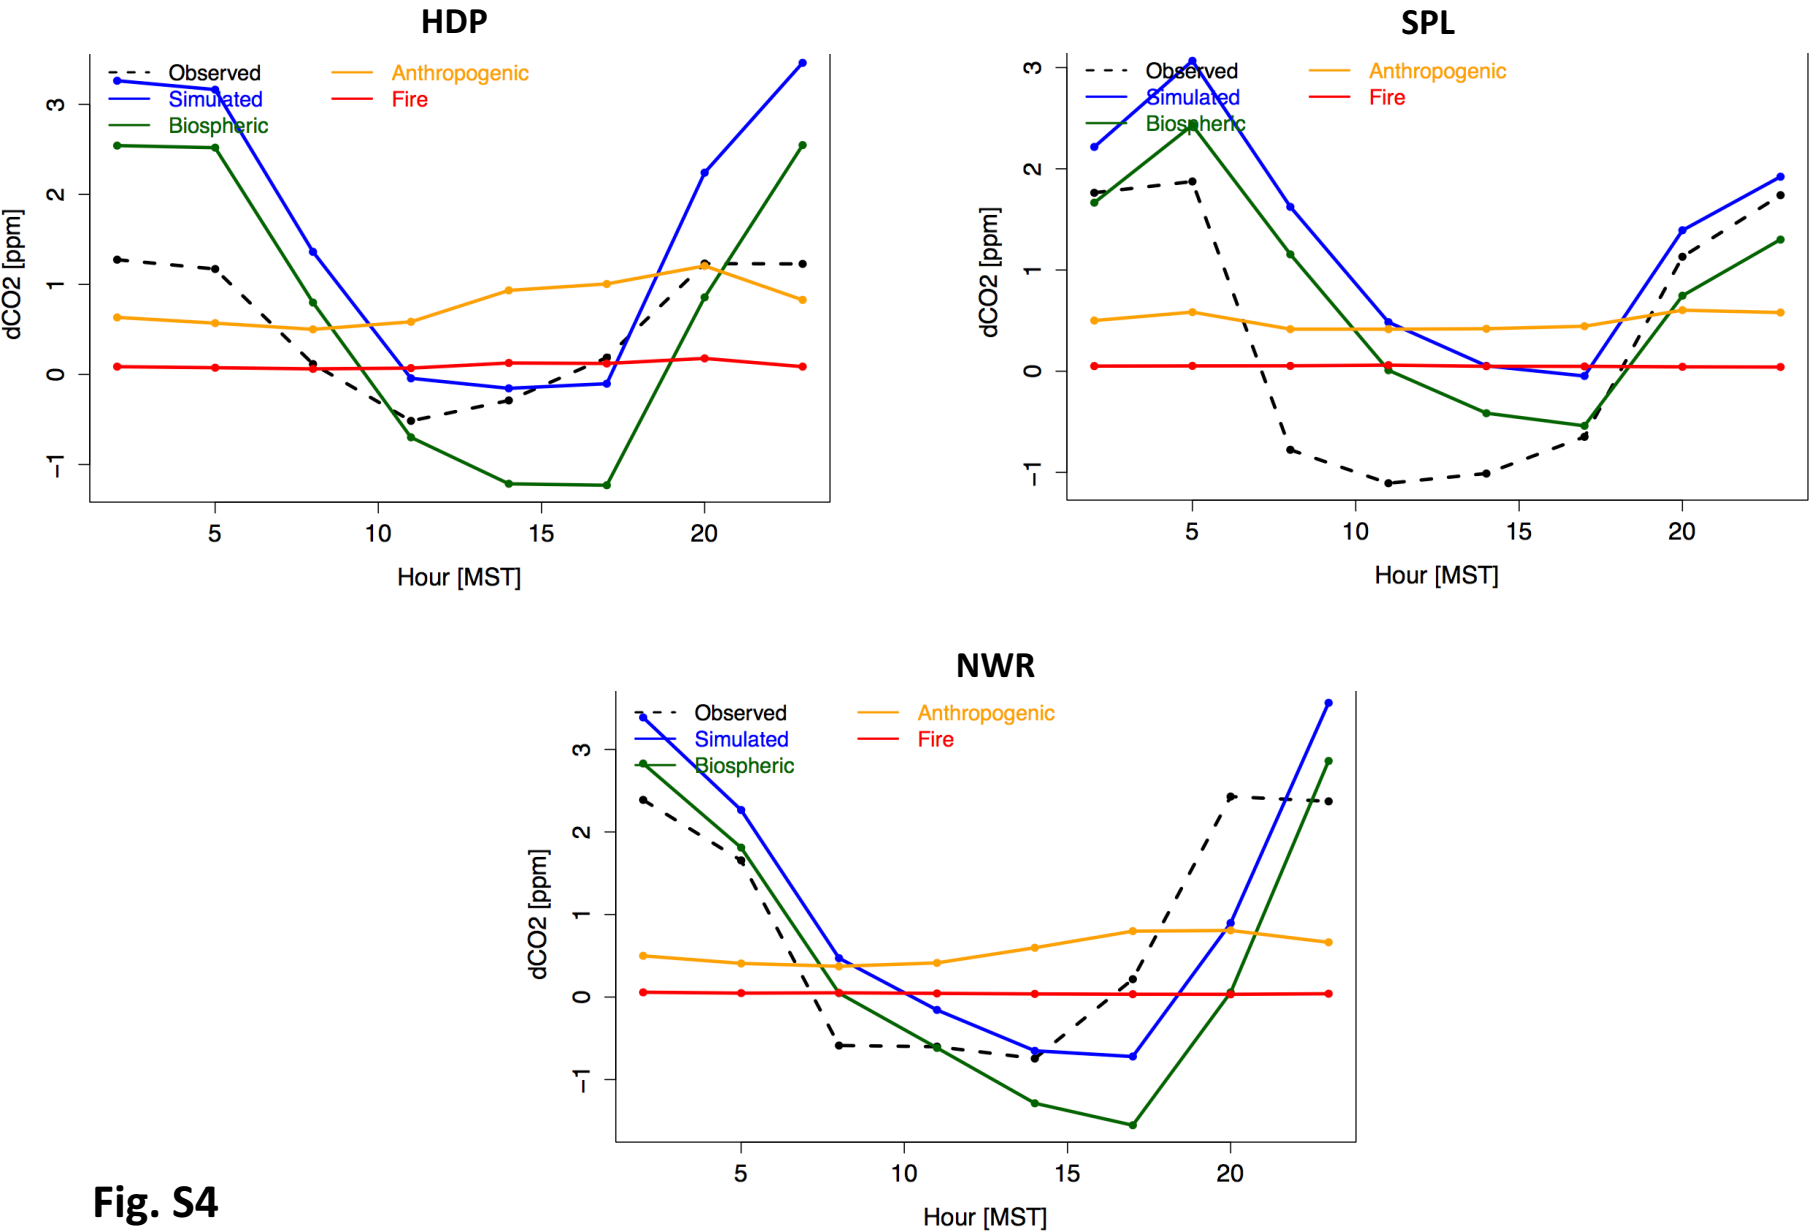 HDP
Observed
Simulated
Biospheric
Anthropogenic
Fire
dCO2 [ppm]
3
2
1
0
−1
5 10 15 20
Hour [MST]
SPL
Observed
Simulated
Biospheric
Anthropogenic
Fire
dCO2 [ppm]
3
2
1
0
−1
5 10 15 20
Hour [MST]
NWR
Observed
Simulated
Biospheric
Anthropogenic
Fire
dCO2 [ppm]
3
2
1
0
−1
5 10 15 20
Hour [MST]
Fig. S4